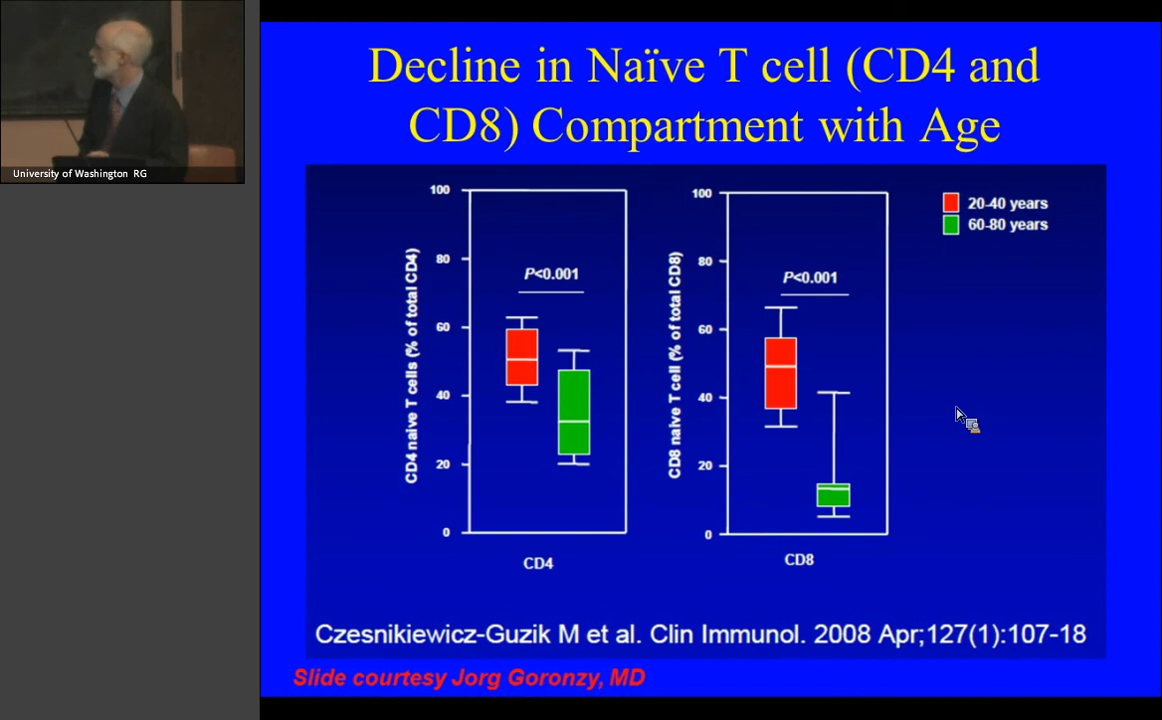 University of Washington RG
Decline in Naïve T cell (CD4 and
CD8) Compartment with Age
100
80
60
40
20
0
CD4 naive T cells (% of total CD4)
P<0.001
CD4
100
80
60
40
20
0
CD8 naive T cell (% of total CD8)
P<0.001
CD8
20-40 years
60-80 years
Czesnikiewicz-Guzik M et al. Clin Immunol. 2008 Apr;127(1):107-18
Slide courtesy Jorg Goronzy, MD